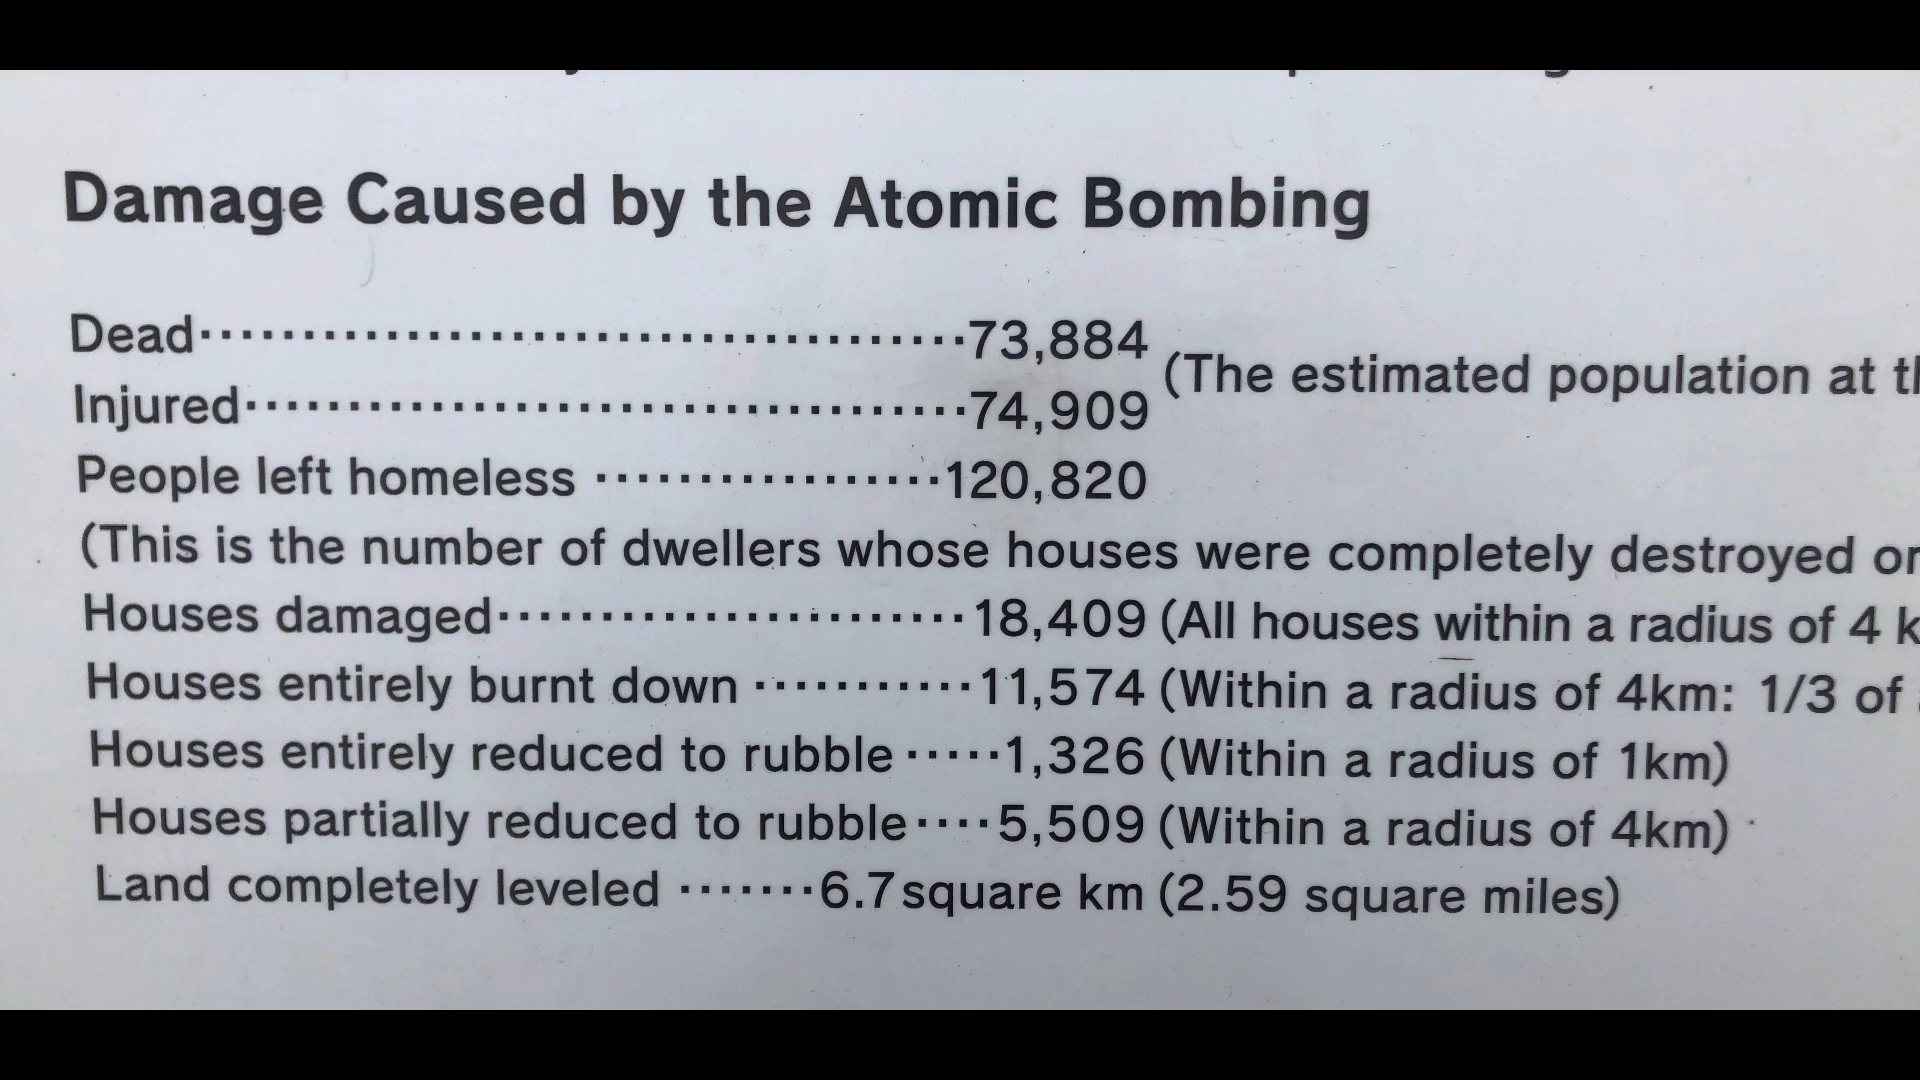 Damage Caused by the Atomic Bombing
Dead·····································73,884
(The estimated population at
Injured···································74,909
People left homeless ·················120,820
(This is the number of dwellers whose houses were completely destroyed or
Houses damaged·······················18,409 (All houses within a radius of 4
Houses entirely burnt down ···········11,574 (Within a radius of 4km: 1/3 of
Houses entirely reduced to rubble ·····1,326 (Within a radius of 1km)
Houses partially reduced to rubble····5,509 (Within a radius of 4km)
Land completely leveled ·······6.7square km (2.59 square miles)